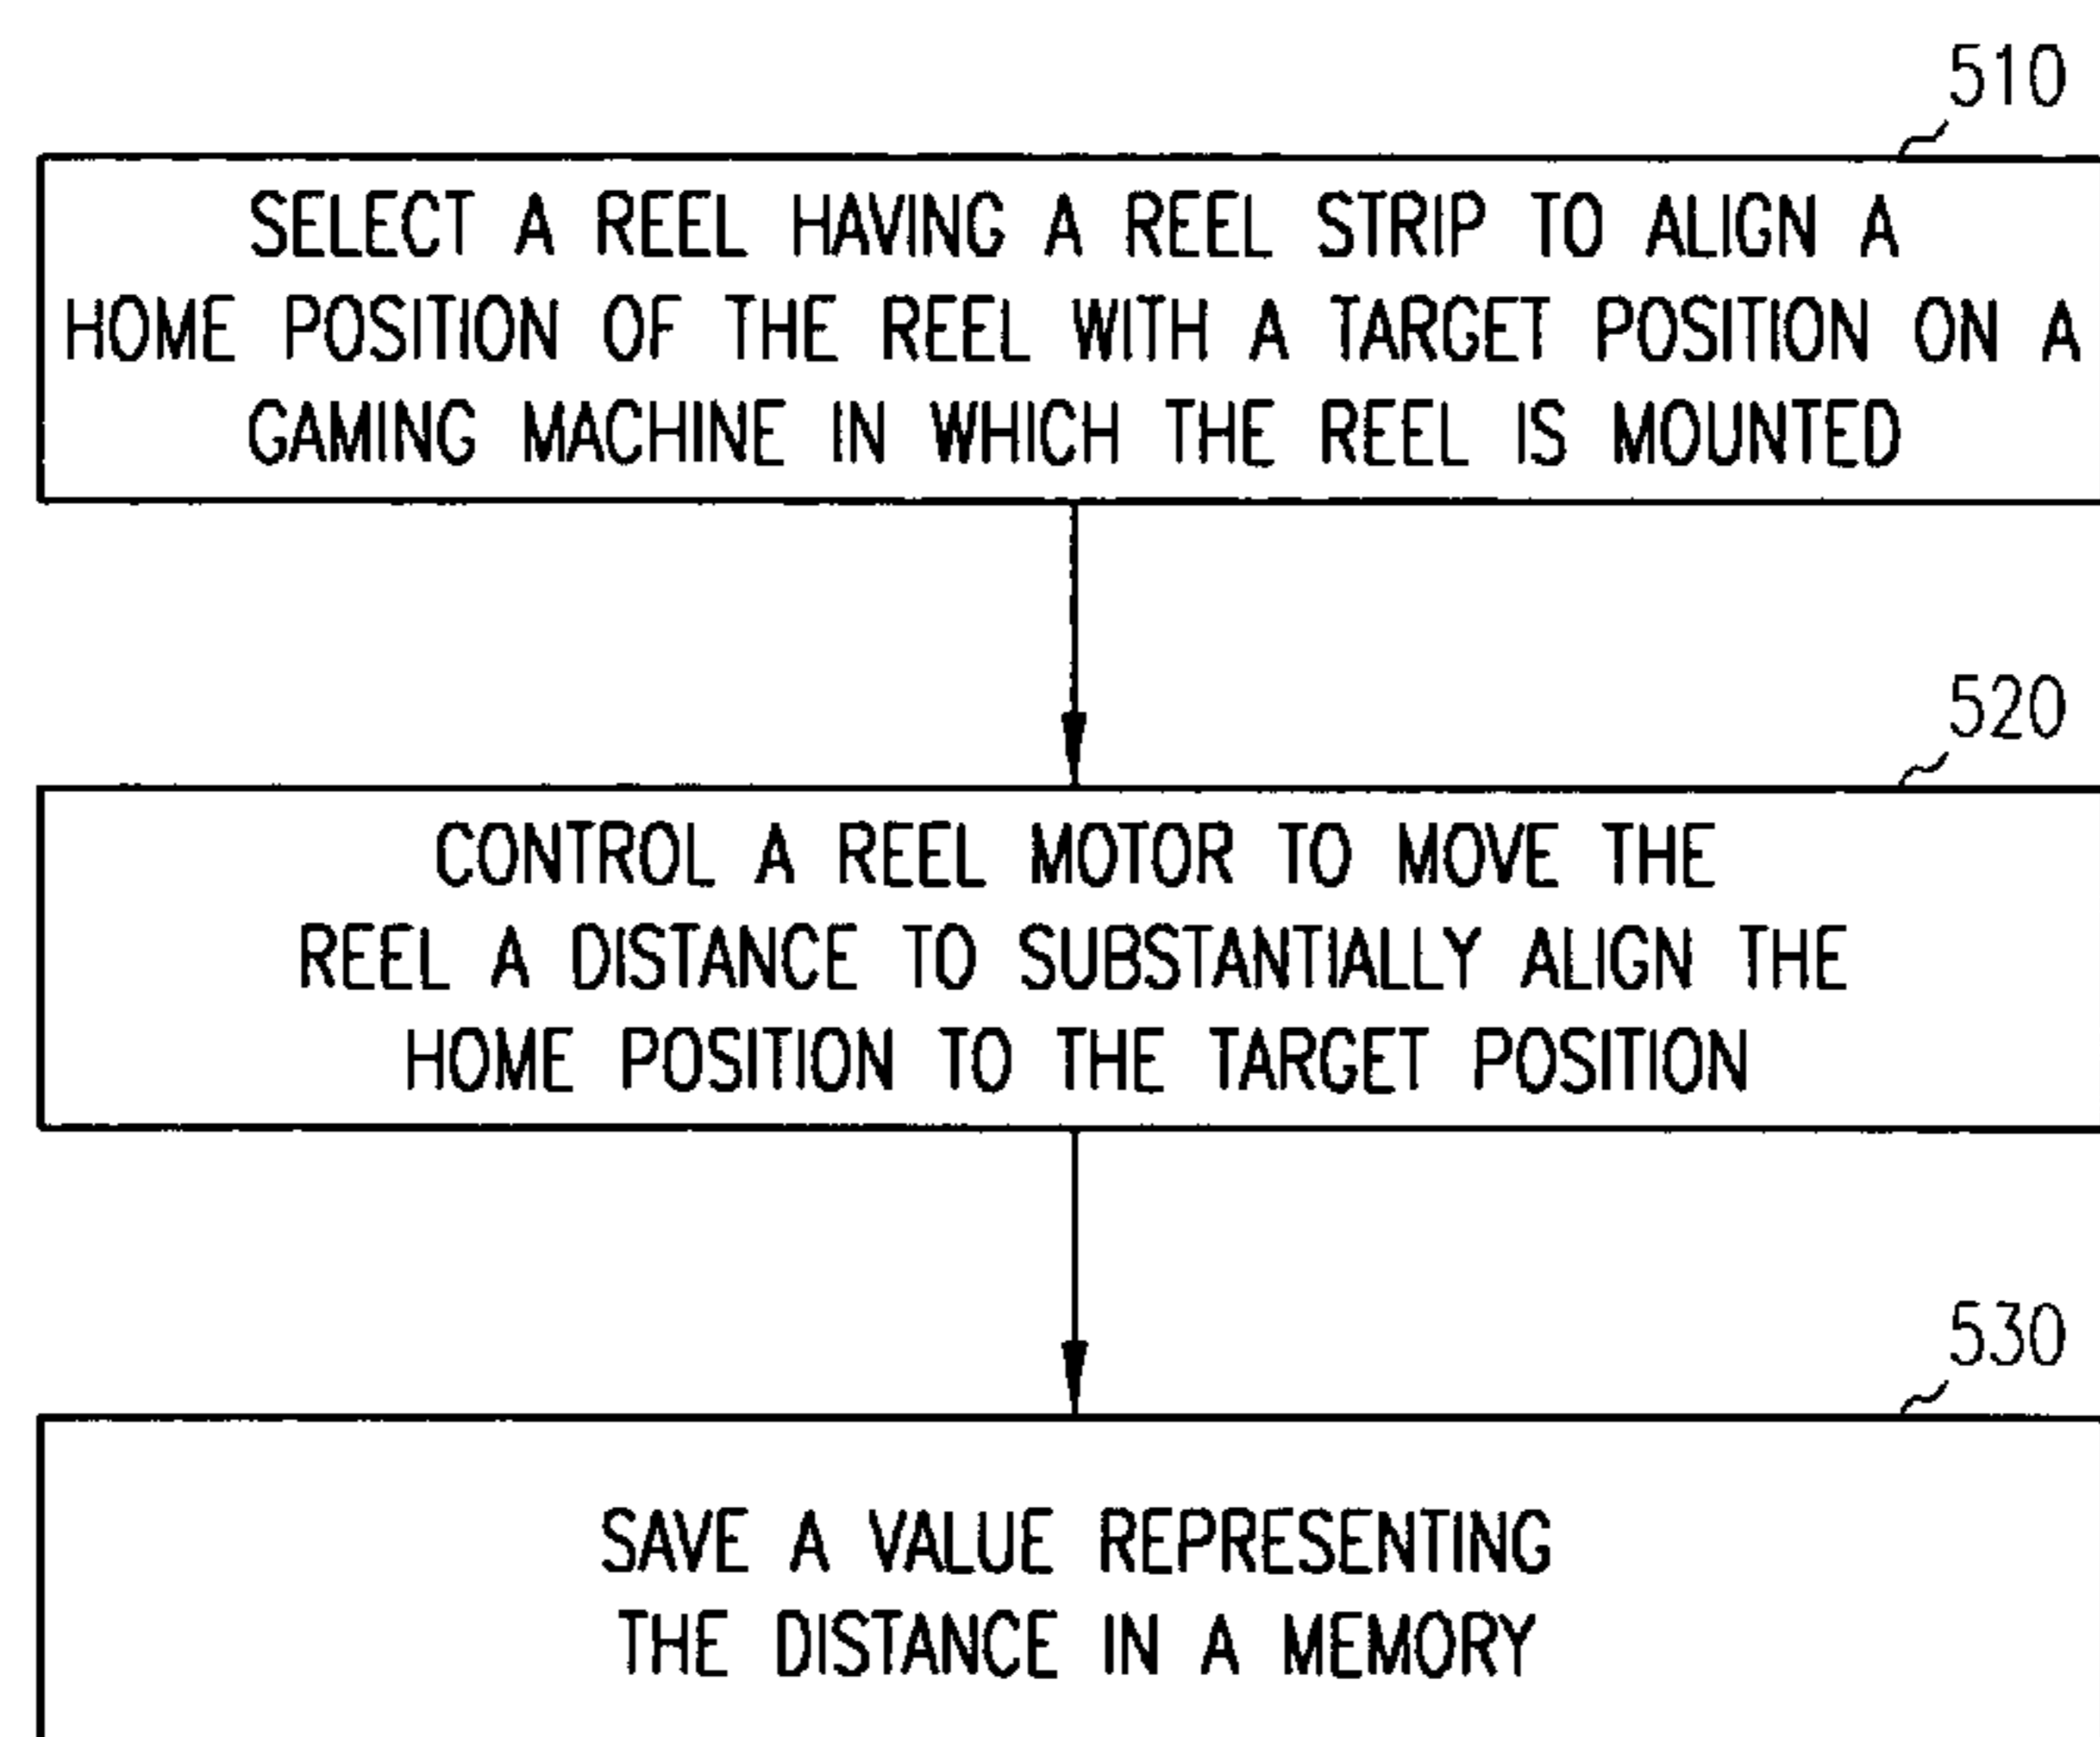 510
SELECT A REEL HAVING A REEL STRIP TO ALIGN A
HOME POSITION OF THE REEL WITH A TARGET POSITION ON A
GAMING MACHINE IN WHICH THE REEL IS MOUNTED
520
CONTROL A REEL MOTOR TO MOVE THE
REEL A DISTANCE TO SUBSTANTIALLY ALIGN THE
HOME POSITION TO THE TARGET POSITION
530
SAVE A VALUE REPRESENTING
THE DISTANCE IN A MEMORY